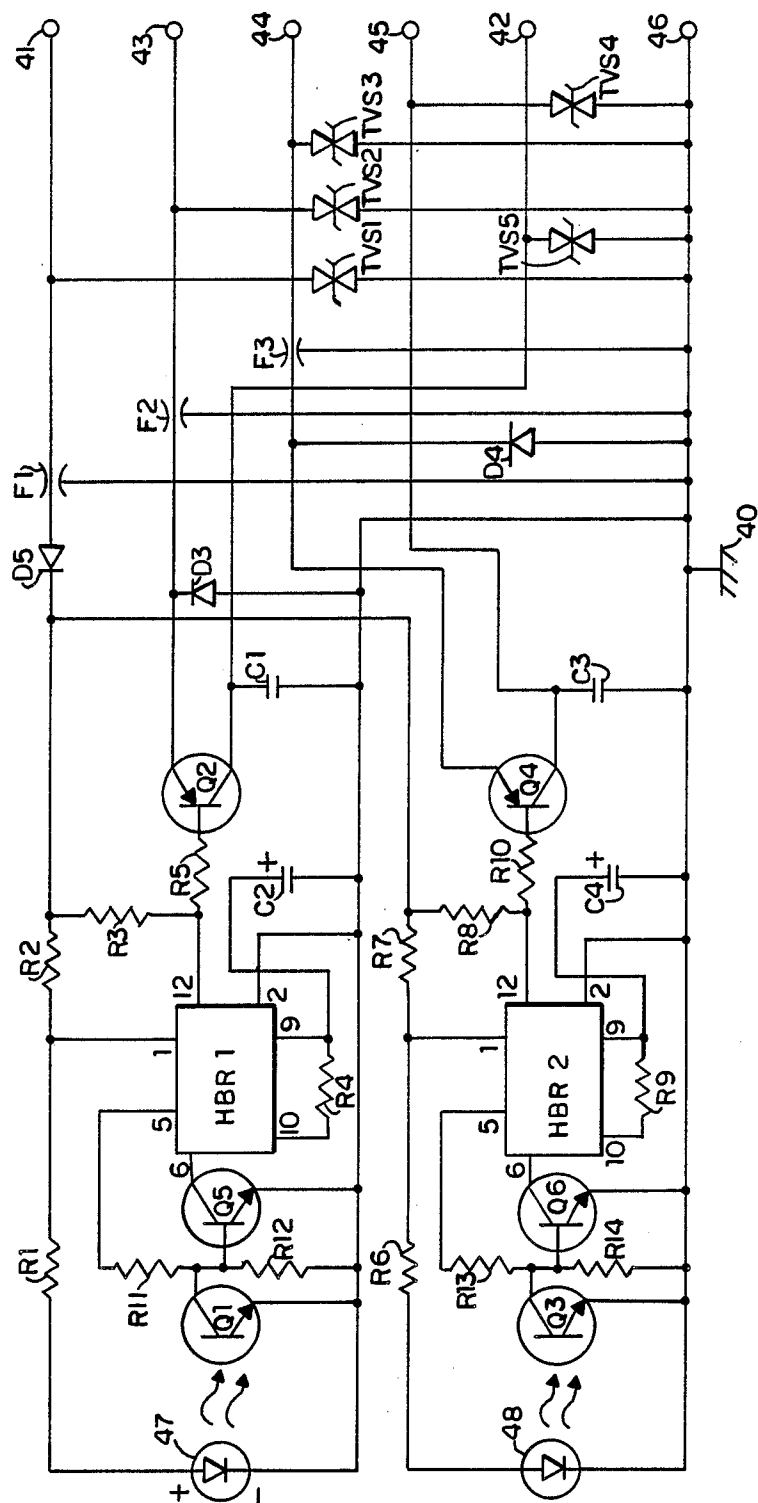 41
F1
D5
R2
R1
43
F2
D3
Q2
R5
R3
44
TVS3
TVS2
TVS1
F3
C1
C2 +
12
1
5
6
HBR 1
2
9
10
R4
Q5
R11
R12
Q1
47
+
–
45
42
46
TVS4
TVS5
D4
40
C3
Q4
R10
R8
R7
C4 +
12
1
5
6
HBR 2
2
9
10
R9
Q6
R6
R13
R14
Q3
48